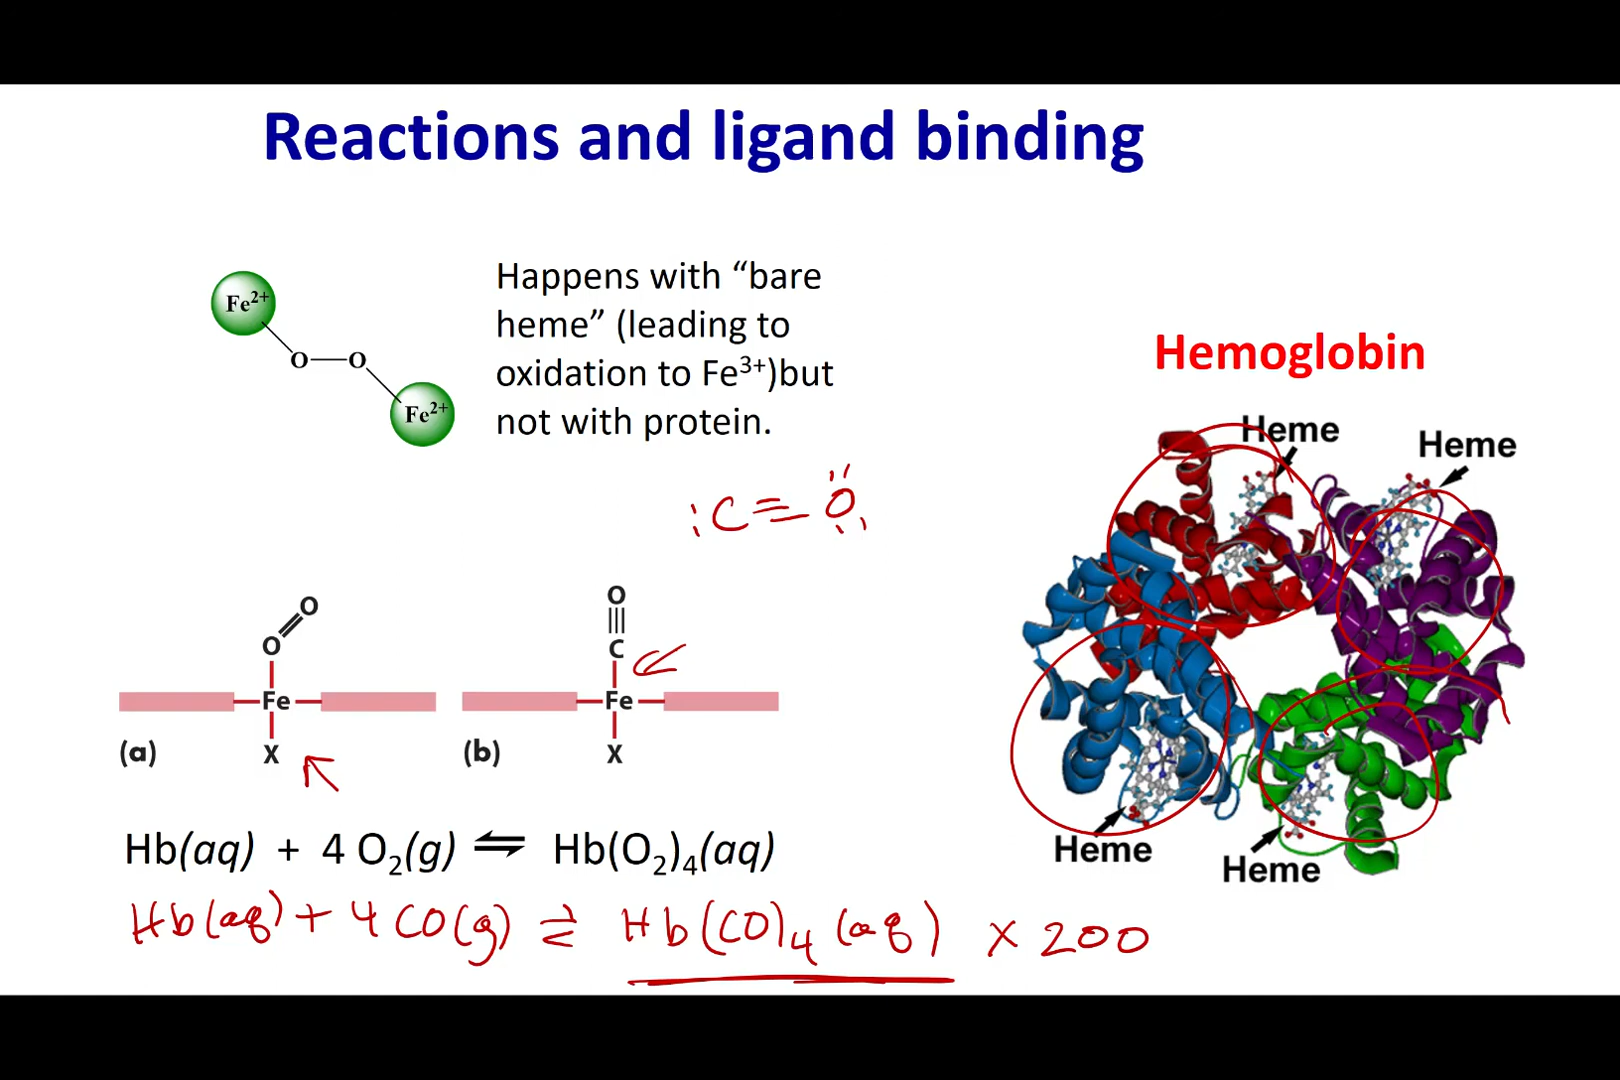 Reactions and ligand binding
Fe2+
O—O
Fe2+
Happens with “bare
heme” (leading to
oxidation to Fe3+)but
not with protein.
:C≡O
Hemoglobin
Heme
Heme
Heme
Heme
O
O
Fe
X
(a)
O
C
Fe
X
(b)
Hb(aq) + 4 O2(g) ⇌ Hb(O2)4(aq)
Hb(aq) + 4CO(g) ⇌ Hb(CO)4(aq) × 200